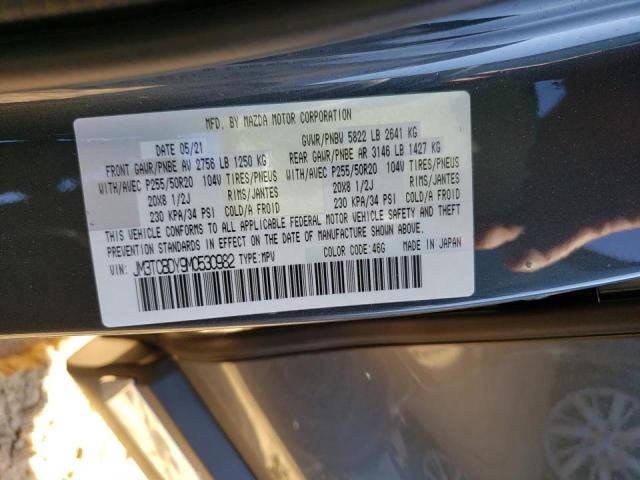 MFD. BY MAZDA MOTOR CORPORATION
DATE 05/21 GVWR/PNBV 5822 LB 2641 KG
FRONT GAWR/PNBE AV 2756 LB 1250 KG REAR GAWR/PNBE AR 3146 LB 1427 KG
WITH/AVEC P255/50R20 104V TIRES/PNEUS WITH/AVEC P255/50R20 104V TIRES/PNEUS
20X8 1/2J RIMS/JANTES 20X8 1/2J RIMS/JANTES
230 KPA/34 PSI COLD/A FROID 230 KPA/34 PSI COLD/A FROID
THIS VEHICLE CONFORMS TO ALL APPLICABLE FEDERAL MOTOR VEHICLE SAFETY AND THEFT
PREVENTION STANDARDS IN EFFECT ON THE DATE OF MANUFACTURE SHOWN ABOVE.
VIN: JM3TCBDY9M0530982 TYPE: MPV COLOR CODE: 46G MADE IN JAPAN